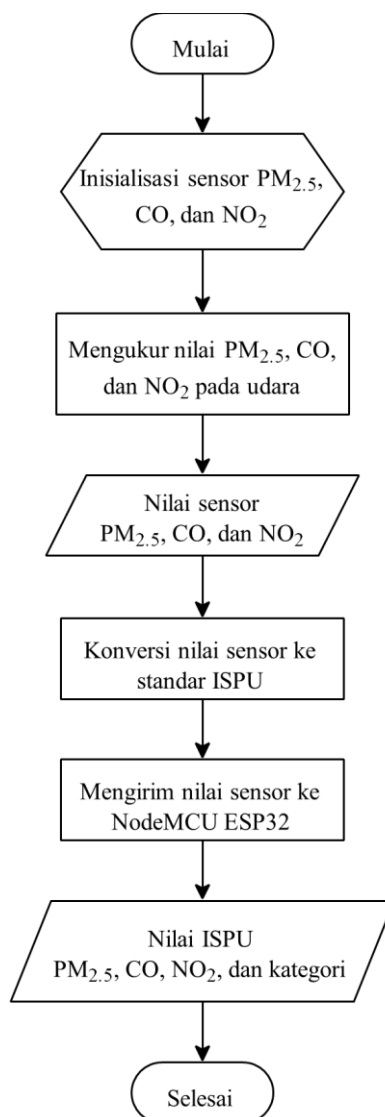 Mulai
Inisialisasi sensor PM₂.₅,
CO, dan NO₂
Mengukur nilai PM₂.₅, CO,
dan NO₂ pada udara
Nilai sensor
PM₂.₅, CO, dan NO₂
Konversi nilai sensor ke
standar ISPU
Mengirim nilai sensor ke
NodeMCU ESP32
Nilai ISPU
PM₂.₅, CO, NO₂, dan kategori
Selesai